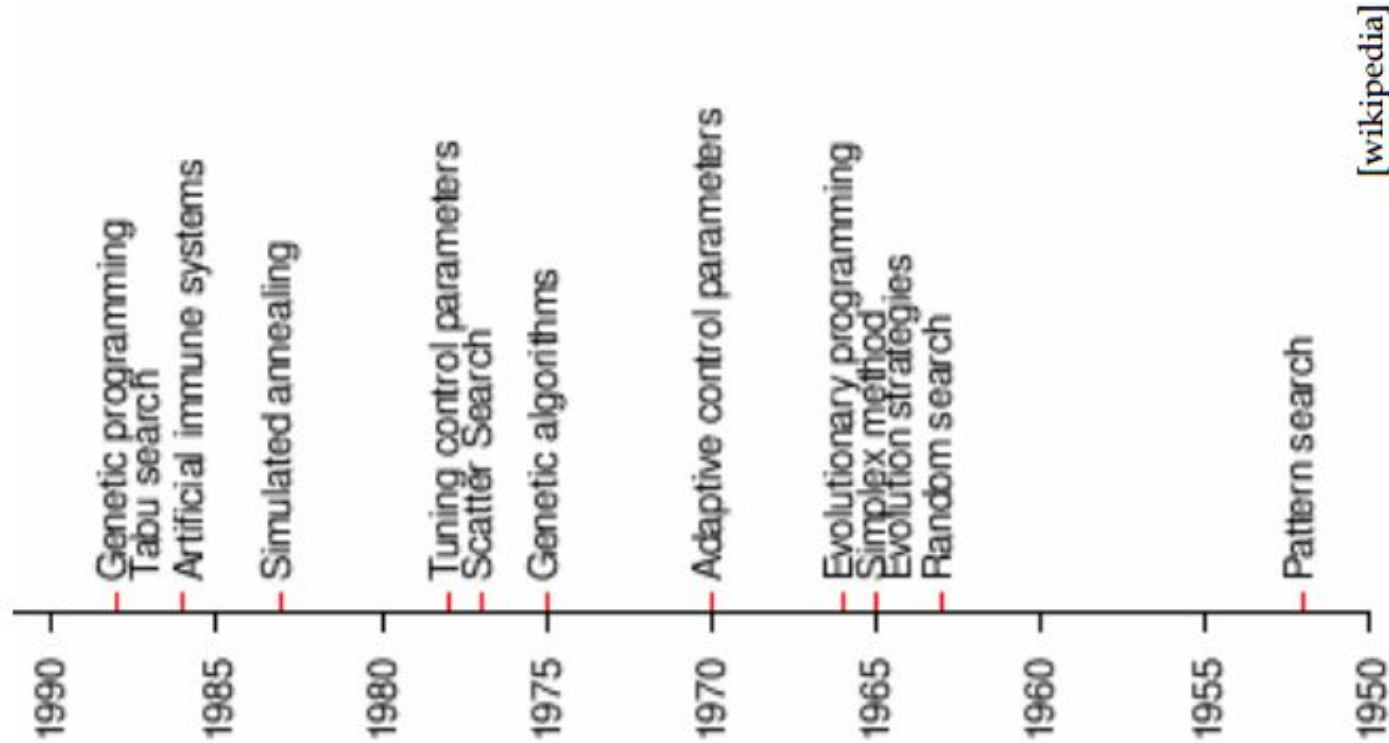 Genetic programming
Tabu search
Artificial immune systems
Simulated annealing
Tuning control parameters
Scatter Search
Genetic algorithms
Adaptive control parameters
Evolutionary programming
Simplex method
Evolution strategies
Random search
Pattern search
1990
1985
1980
1975
1970
1965
1960
1955
1950
[wikipedia]